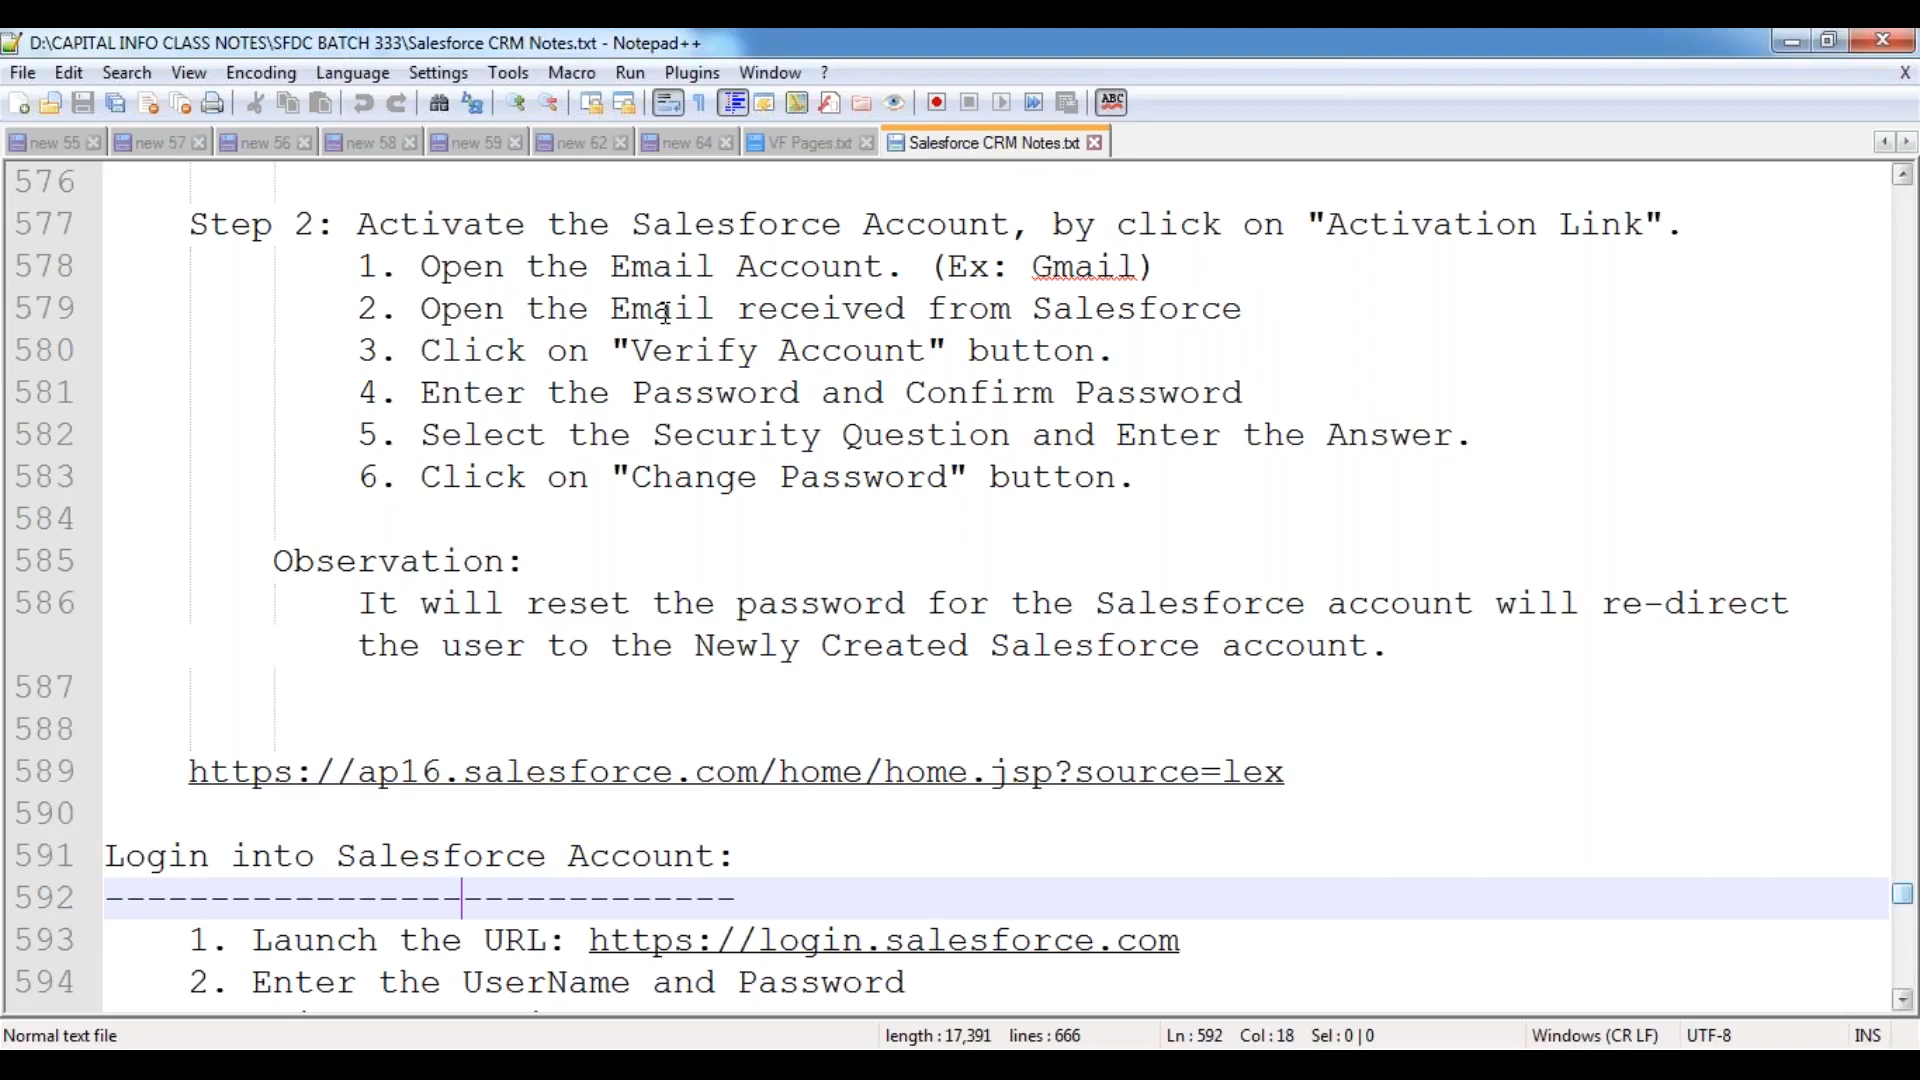 D:\CAPITAL INFO CLASS NOTES\SFDC BATCH 333\Salesforce CRM Notes.txt - Notepad++
File Edit Search View Encoding Language Settings Tools Macro Run Plugins Window ? X
ABC
new 55 new 57 new 56 new 58 new 59 new 62 new 64 VF Pages.txt Salesforce CRM Notes.txt
576
577 Step 2: Activate the Salesforce Account, by click on "Activation Link".
578 1. Open the Email Account. (Ex: Gmail)
579 2. Open the Email received from Salesforce
580 3. Click on "Verify Account" button.
581 4. Enter the Password and Confirm Password
582 5. Select the Security Question and Enter the Answer.
583 6. Click on "Change Password" button.
584
585 Observation:
586 It will reset the password for the Salesforce account will re-direct
the user to the Newly Created Salesforce account.
587
588
589 https://ap16.salesforce.com/home/home.jsp?source=lex
590
591 Login into Salesforce Account:
592 ------------------------------
593 1. Launch the URL: https://login.salesforce.com
594 2. Enter the UserName and Password
Normal text file length : 17,391 lines : 666 Ln : 592 Col : 18 Sel : 0 | 0 Windows (CR LF) UTF-8 INS